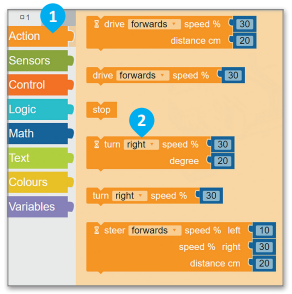 1
1
Action
Sensors
Control
Logic
Math
Text
Colours
Variables
drive forwards speed % 30
distance cm 20
drive forwards speed % 30
stop
2
turn right speed % 30
degree 20
turn right speed % 30
steer forwards speed % left 10
speed % right 30
distance cm 20